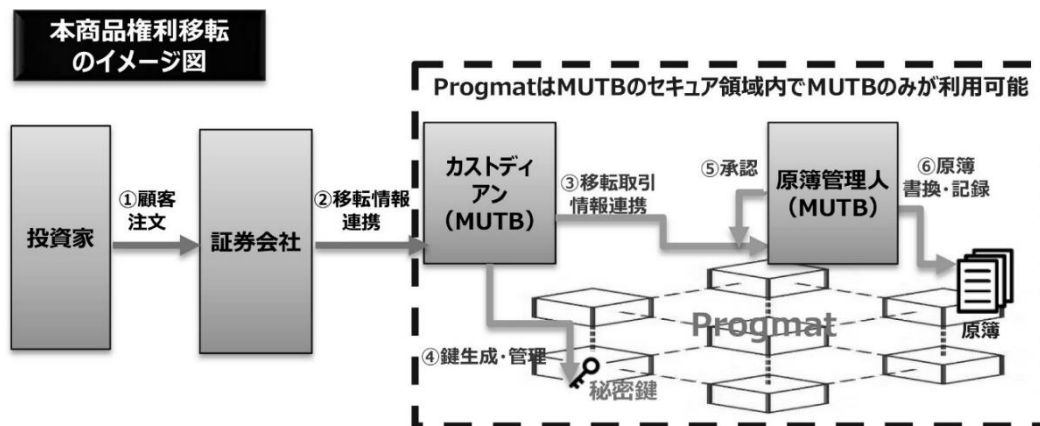 本商品権利移転
のイメージ図
ProgmatはMUTBのセキュア領域内でMUTBのみが利用可能
投資家
①顧客
注文
証券会社
②移転情報
連携
カストディ
アン
（MUTB）
③移転取引
情報連携
⑤承認
原簿管理人
（MUTB）
⑥原簿
書換・記録
原簿
Progmat
④鍵生成・管理
秘密鍵